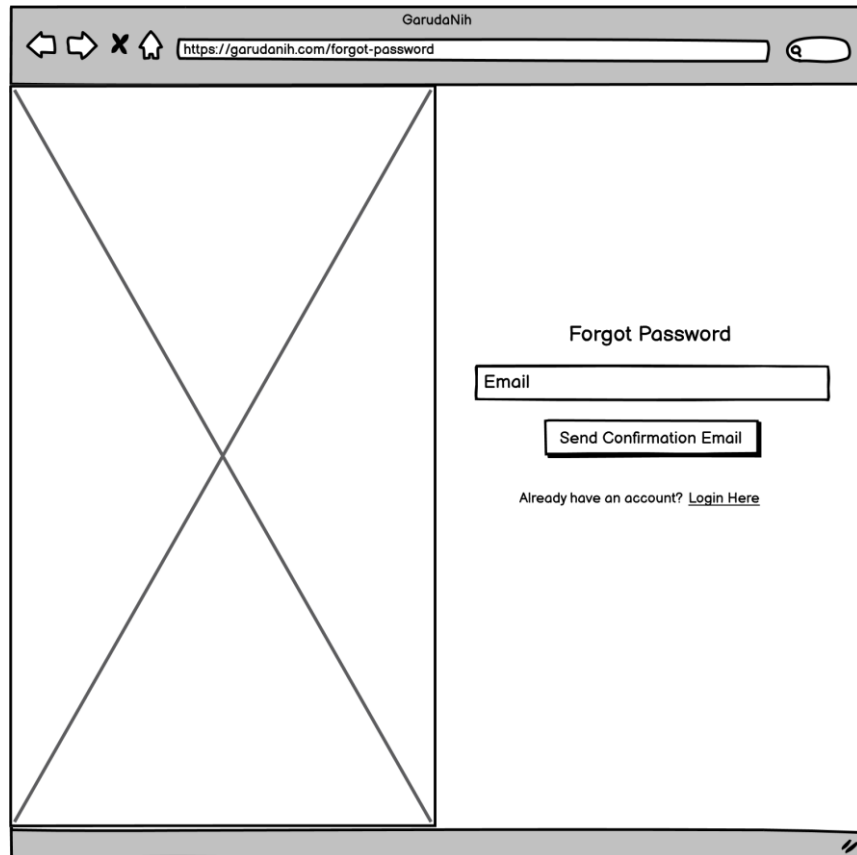 GarudaNih
https://garudanih.com/forgot-password
Forgot Password
Email
Send Confirmation Email
Already have an account? Login Here